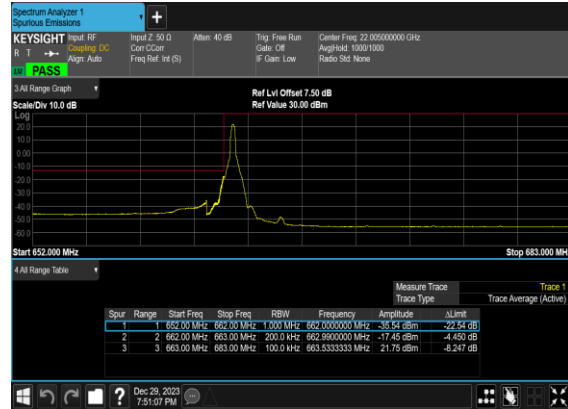 Spectrum Analyzer 1
Spurious Emissions
KEYSIGHT Input: RF Input Z: 50 Ω Atten: 40 dB Trig: Free Run Center Freq: 22.005000000 GHz
R T Coupling: DC Corr CCorr Gate: Off Avg|Hold: 1000/1000
Align: Auto Freq Ref: Int (S) IF Gain: Low Radio Std: None
PASS
3 All Range Graph
Ref Lvl Offset 7.50 dB
Scale/Div 10.0 dB Ref Value 30.00 dBm
Log
20.0
10.0
0.00
-10.0
-20.0
-30.0
-40.0
-50.0
-60.0
Start 652.000 MHz Stop 683.000 MH
4 All Range Table
Measure Trace Trace 1
Trace Type Trace Average (Active)
Spur Range Start Freq Stop Freq RBW Frequency Amplitude ΔLimit
1 1 652.00 MHz 662.00 MHz 1.000 MHz 662.0000000 MHz -35.54 dBm -22.54 dB
2 2 662.00 MHz 663.00 MHz 200.0 kHz 662.9900000 MHz -17.45 dBm -4.450 dB
3 3 663.00 MHz 683.00 MHz 100.0 kHz 663.5333333 MHz 21.75 dBm -8.247 dB
? Dec 29, 2023
7:51:07 PM